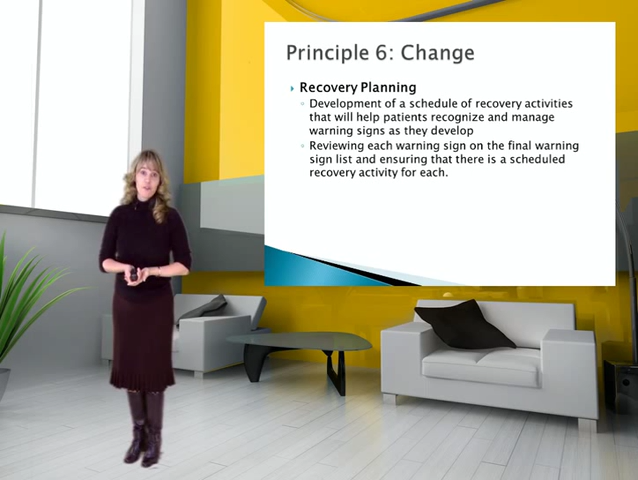 Principle 6: Change
Recovery Planning
Development of a schedule of recovery activities
that will help patients recognize and manage
warning signs as they develop
Reviewing each warning sign on the final warning
sign list and ensuring that there is a scheduled
recovery activity for each.